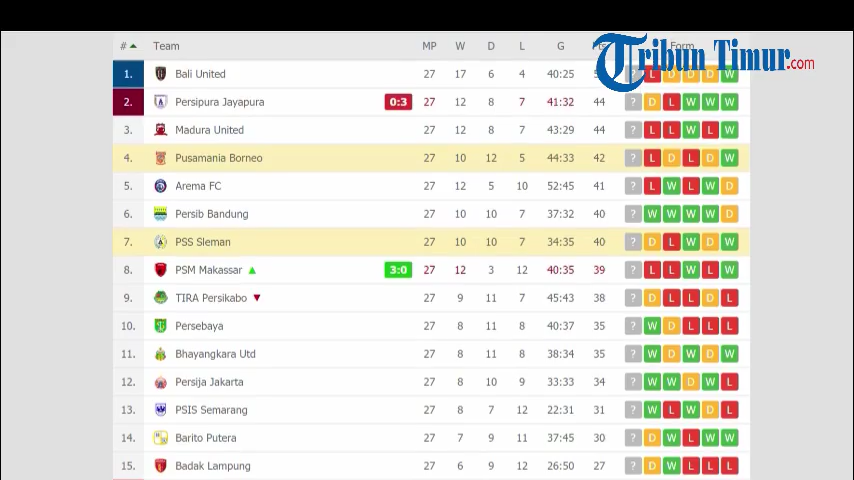 # Team MP W D L G Pts Form
Tribun Timur.com
1. Bali United 27 17 6 4 40:25 ? L D D D W
2. Persipura Jayapura 0:3 27 12 8 7 41:32 44 ? D L W W W
3. Madura United 27 12 8 7 43:29 44 ? L L W L W
4. Pusamania Borneo 27 10 12 5 44:33 42 ? L D L D W
5. Arema FC 27 12 5 10 52:45 41 ? L W L W D
6. Persib Bandung 27 10 10 7 37:32 40 ? W W W W D
7. PSS Sleman 27 10 10 7 34:35 40 ? D L W D W
8. PSM Makassar 3:0 27 12 3 12 40:35 39 ? L L W L W
9. TIRA Persikabo 27 9 11 7 45:43 38 ? D L L D L
10. Persebaya 27 8 11 8 40:37 35 ? W D L L L
11. Bhayangkara Utd 27 8 11 8 38:34 35 ? D W D W D
12. Persija Jakarta 27 8 10 9 33:33 34 ? W W D W L
13. PSIS Semarang 27 8 7 12 22:31 31 ? W L W D L
14. Barito Putera 27 7 9 11 37:45 30 ? D W L W W
15. Badak Lampung 27 6 9 12 26:50 27 ? D W L L L